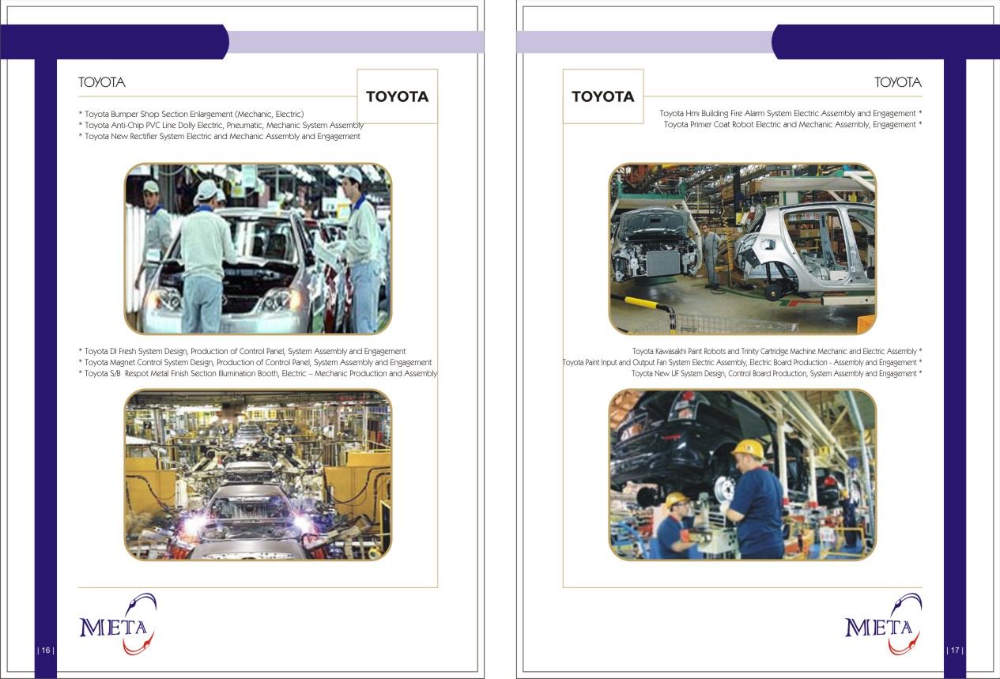 TOYOTA
TOYOTA
* Toyota Bumper Shop Section Enlargement (Mechanic, Electric)
* Toyota Anti-Chip PVC Line Dolly Electric, Pneumatic, Mechanic System Assembly
* Toyota New Rectifier System Electric and Mechanic Assembly and Engagement
* Toyota DI Fresh System Design, Production of Control Panel, System Assembly and Engagement
* Toyota Magnet Control System Design, Production of Control Panel, System Assembly and Engagement
* Toyota S/B Respot Metal Finish Section Illumination Booth, Electric – Mechanic Production and Assembly
META
| 16 |
TOYOTA
TOYOTA
Toyota Hmi Building Fire Alarm System Electric Assembly and Engagement *
Toyota Primer Coat Robot Electric and Mechanic Assembly, Engagement *
Toyota Kawasakhi Paint Robots and Trinity Cartridge Machine Mechanic and Electric Assembly *
Toyota Paint Input and Output Fan System Electric Assembly, Electric Board Production - Assembly and Engagement *
Toyota New UF System Design, Control Board Production, System Assembly and Engagement *
META
| 17 |